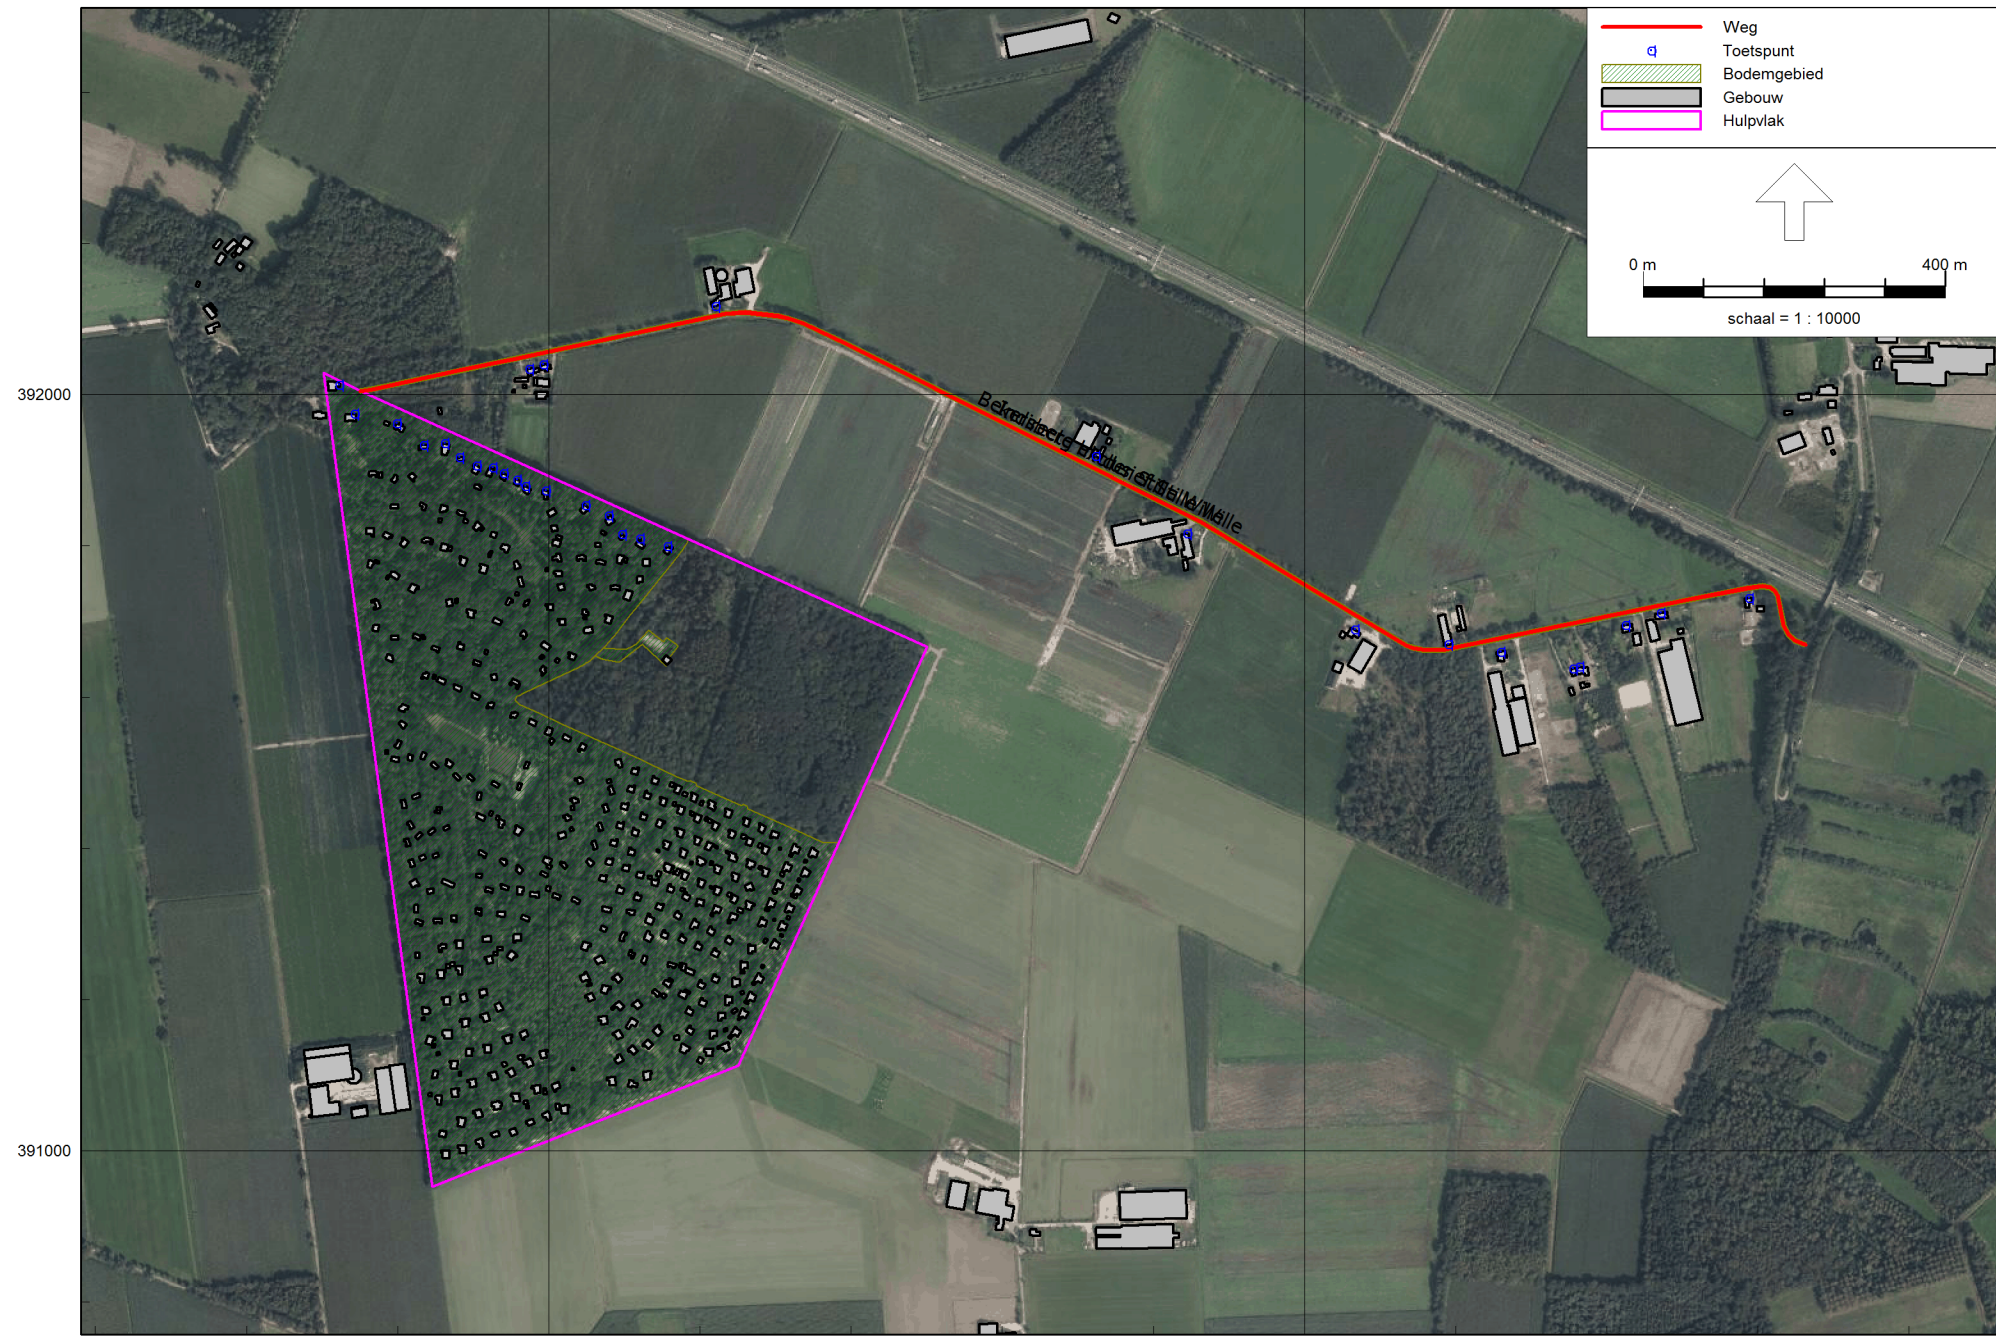 Weg
Toetspunt
Bodemgebied
Gebouw
Hulpvlak
0 m 400 m
schaal = 1 : 10000
392000
391000